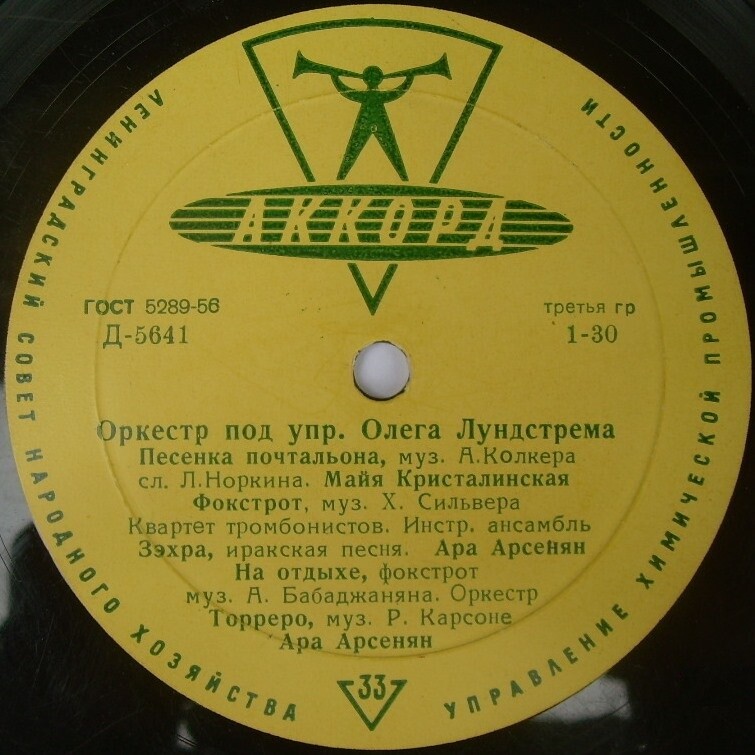 ЛЕНИНГРАДСКИЙ СОВЕТ НАРОДНОГО ХОЗЯЙСТВА
УПРАВЛЕНИЕ ХИМИЧЕСКОЙ ПРОМЫШЛЕННОСТИ
АККОРД
ГОСТ 5289-56
третья гр
Д-5641
1-30
Оркестр под упр. Олега Лундстрема
Песенка почтальона, муз. А.Колкера
сл. Л.Норкина. Майя Кристалинская
Фокстрот, муз. Х. Сильвера
Квартет тромбонистов. Инстр. ансамбль
Зэхра, иракская песня. Ара Арсенян
На отдыхе, фокстрот
муз. А. Бабаджаняна. Оркестр
Торреро, муз. Р. Карсоне
Ара Арсенян
33